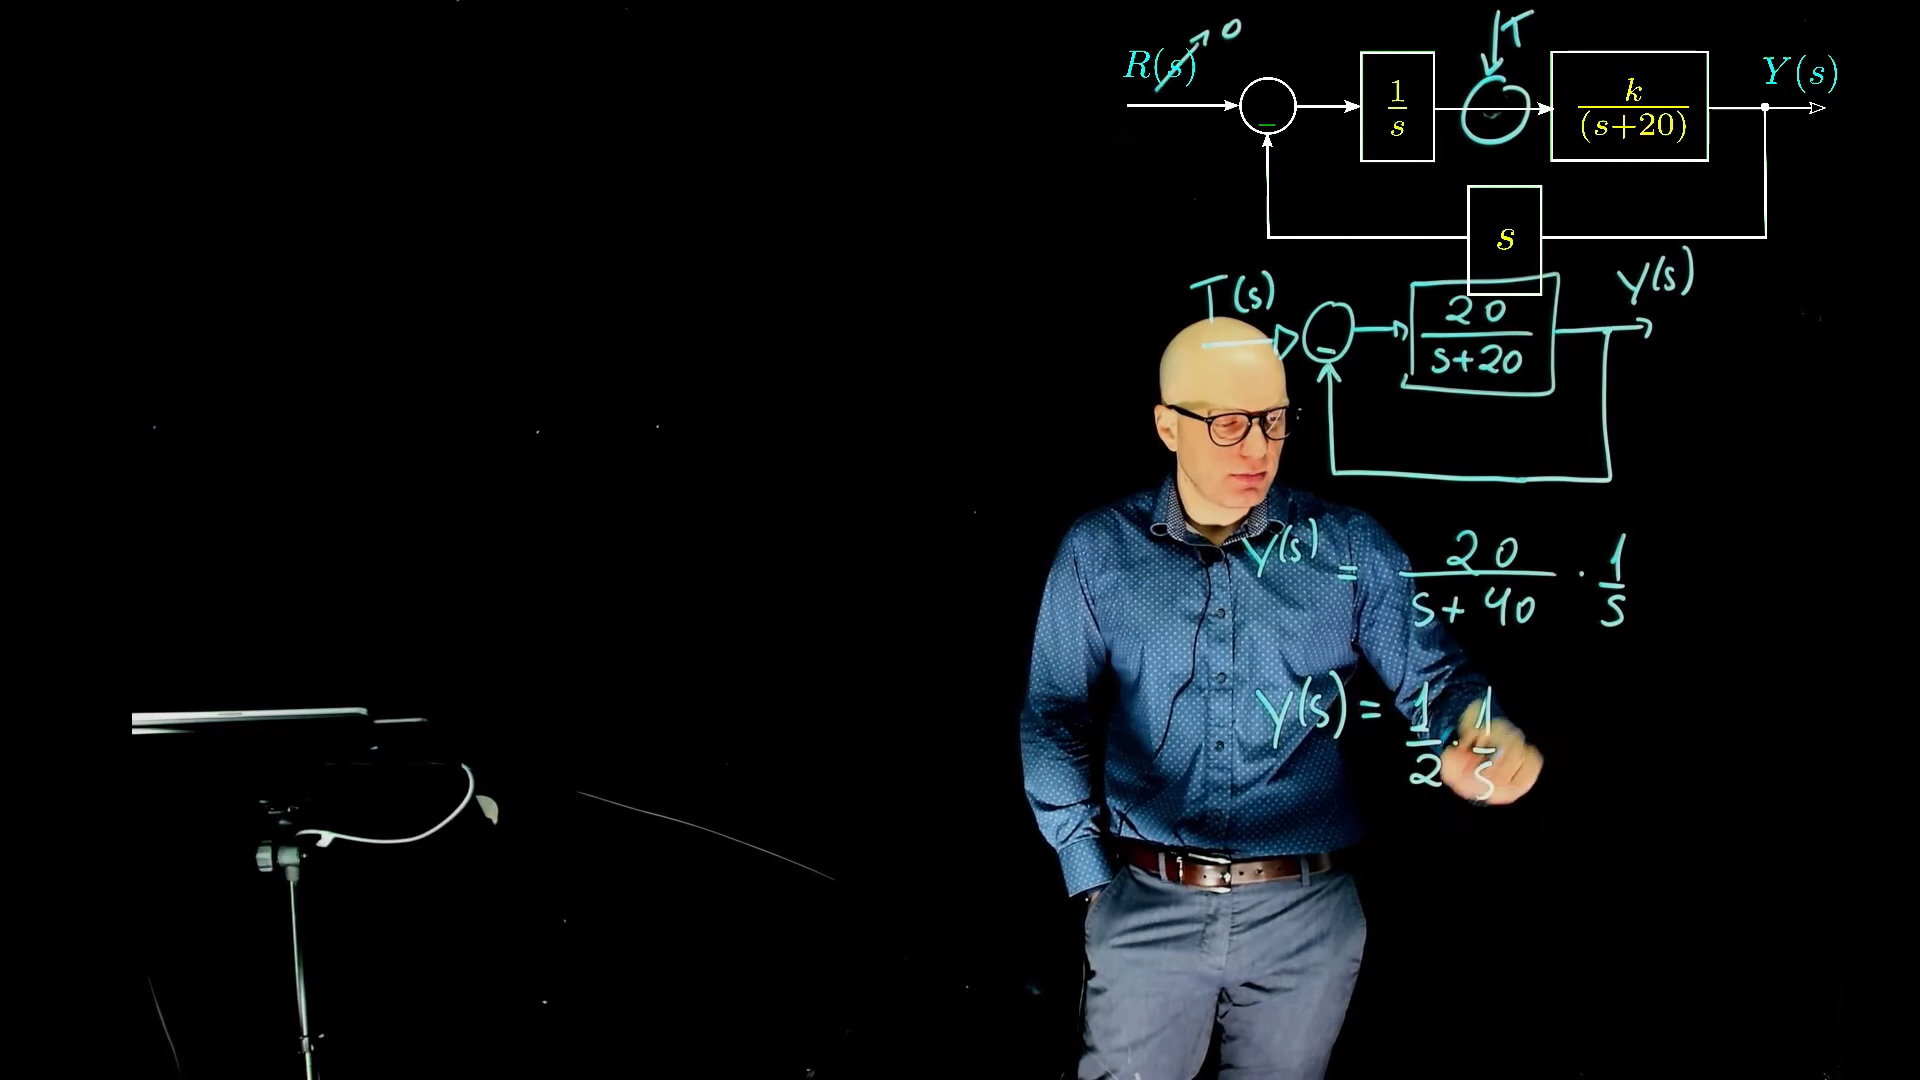 R(s) 0
T
1/s
k/(s+20)
Y(s)
s
T(s)
20/s+20
Y(s)
Y(s) = 20/s+40 · 1/s
Y(s) = 1/2 · 1/s